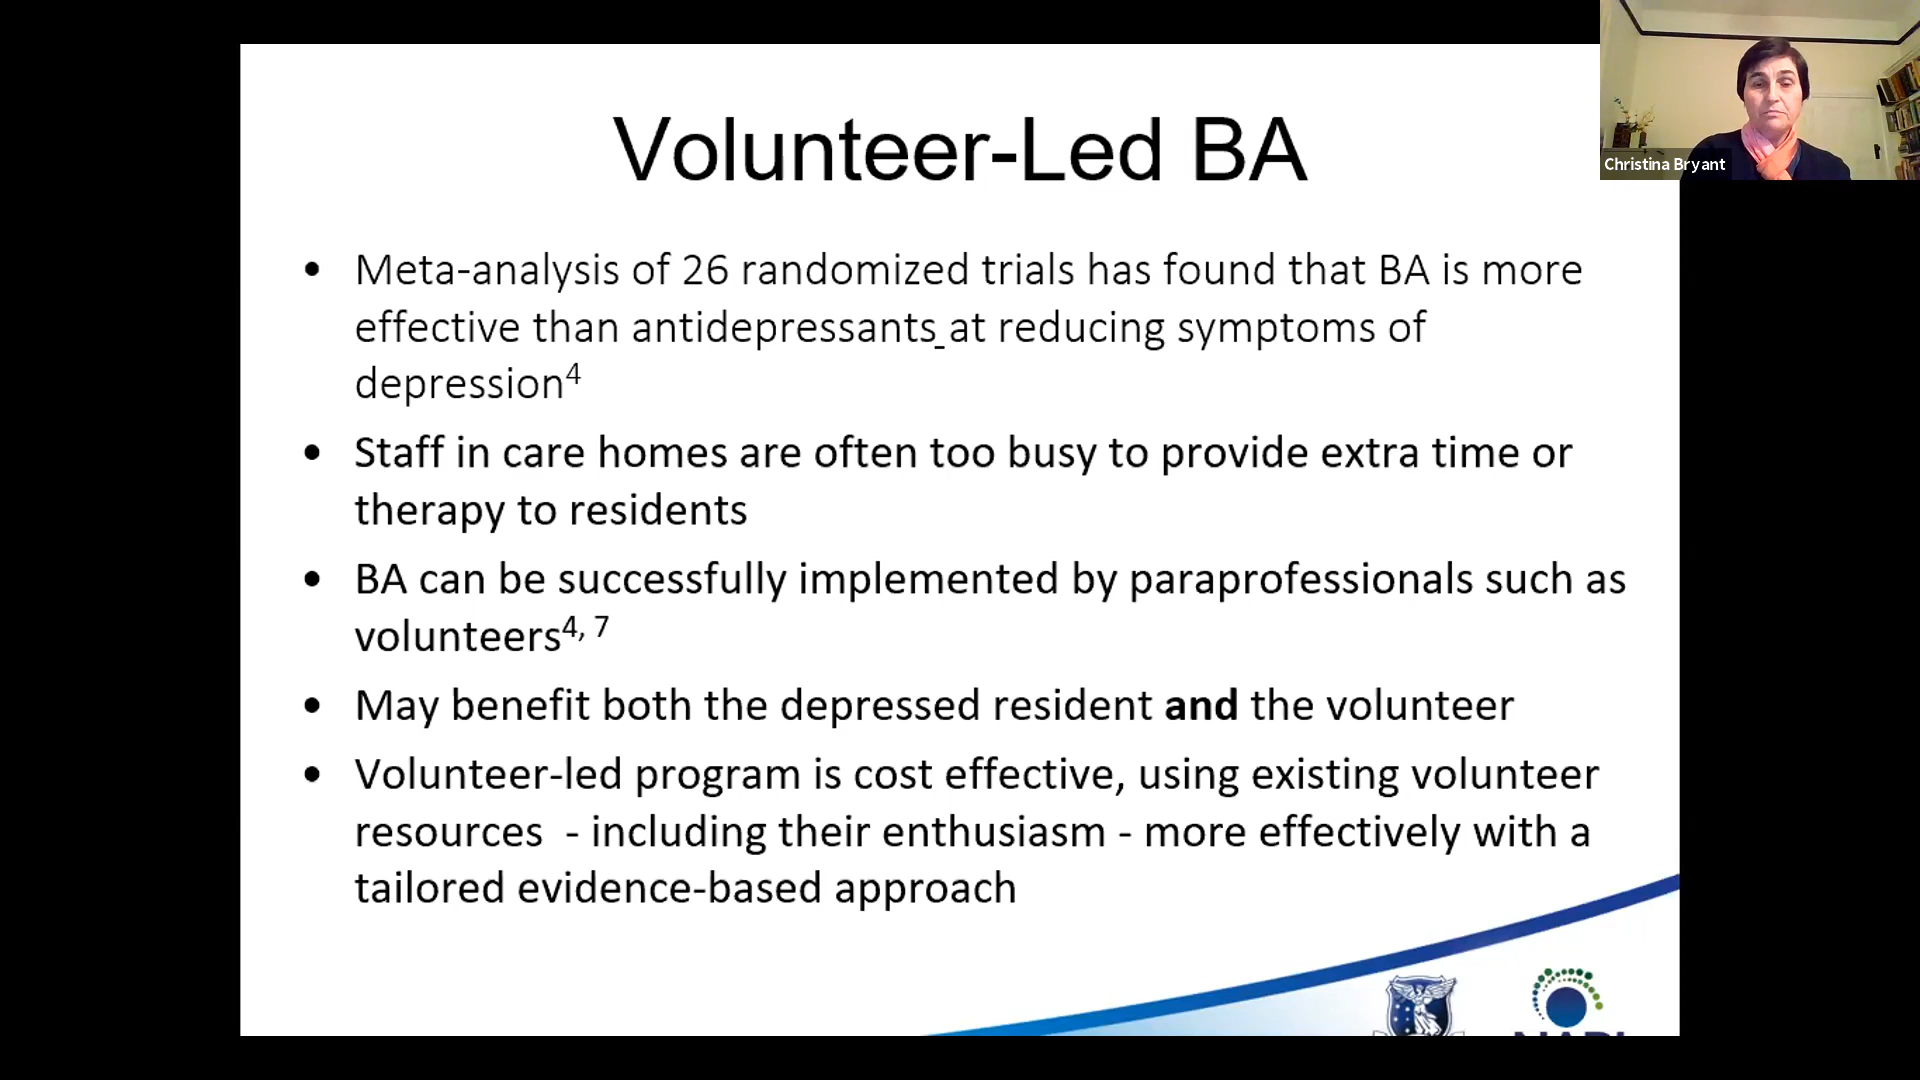 Volunteer-Led BA
Christina Bryant
• Meta-analysis of 26 randomized trials has found that BA is more
effective than antidepressants at reducing symptoms of
depression4
• Staff in care homes are often too busy to provide extra time or
therapy to residents
• BA can be successfully implemented by paraprofessionals such as
volunteers4, 7
• May benefit both the depressed resident and the volunteer
• Volunteer-led program is cost effective, using existing volunteer
resources  - including their enthusiasm - more effectively with a
tailored evidence-based approach